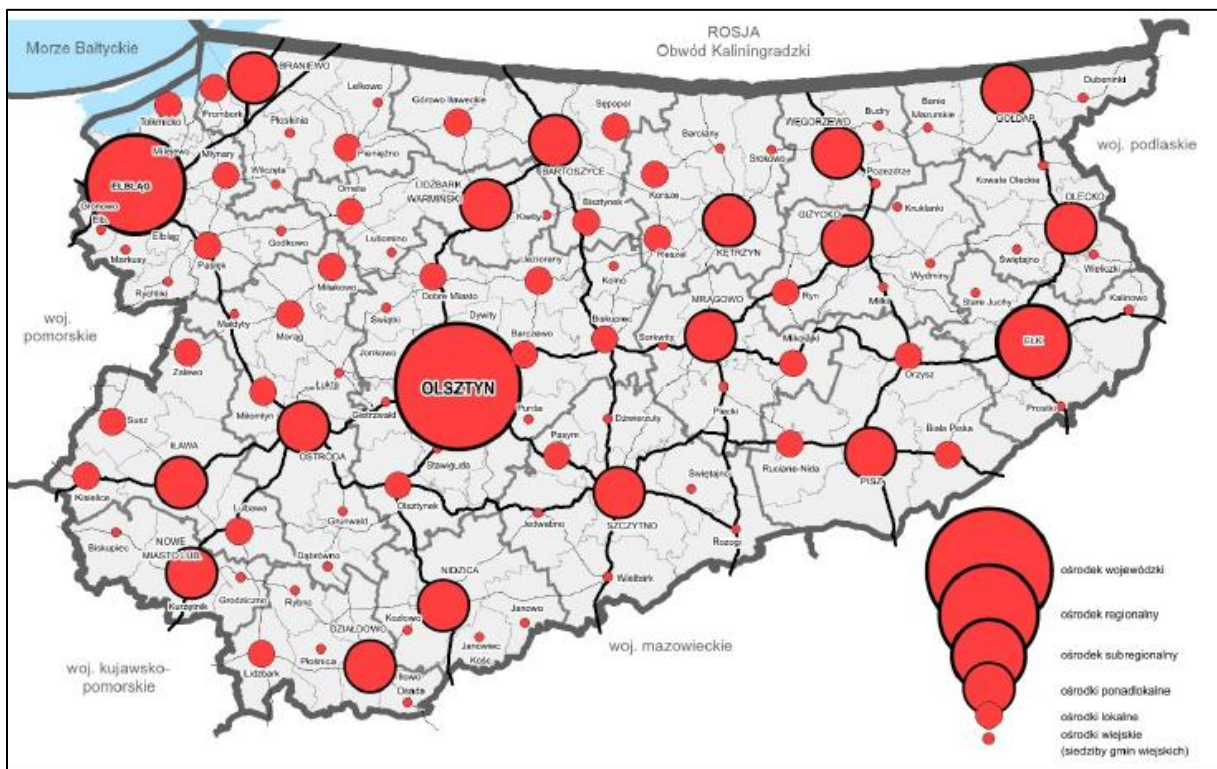 ROSJA
Obwód Kaliningradzki
Morze Bałtyckie
BRANIEWO
Lelkowo
Górowo Iławeckie
Sępopol
Dubeninki
Frombork
Tolkmicko
Płoskinia
Barciany
WĘGORZEWO
Budry
Banie
Mazurskie
GOŁDAP
woj. podlaskie
Milejewo
Młynary
Pieniężno
BARTOSZYCE
Srokowo
Wilczęta
Orneta
LIDZBARK
WARMIŃSKI
Korsze
Pozezdrze
Kowale Oleckie
ELBLĄG
Gronowo
Elb.
Kiwity
Bisztynek
Kruklanki
OLECKO
GIŻYCKO
KĘTRZYN
Elbląg
Godkowo
Lubomino
Reszel
Markusy
Pasłęk
Jeziorany
Wydminy
Świętajno
Wieliczki
Rychliki
Miłakowo
Dobre Miasto
Kolno
Ryn
Miłki
Stare Juchy
Kalinowo
MRĄGOWO
woj.
pomorskie
Małdyty
Morąg
Świątki
Dywity
Barczewo
Biskupiec
Sorkwity
Mikołajki
EŁK
Jonkowo
Zalewo
Łukta
Orzysz
OLSZTYN
Miłomłyn
Gietrzwałd
Purda
Dźwierzuty
Piecki
Prostki
Susz
Pasym
Biała Piska
IŁAWA
OSTRÓDA
Stawiguda
Świętajno
Ruciane-Nida
PISZ
Kisielice
Olsztynek
SZCZYTNO
Lubawa
Grunwald
Jedwabno
Rozogi
Biskupiec
NOWE
MIASTO LUB.
Dąbrówno
NIDZICA
Wielbark
Kurzętnik
Grodziczno
Rybno
Kozłowo
Janowo
DZIAŁDOWO
Janowiec
Kośc.
woj. mazowieckie
Lidzbark
Płośnica
Iłowo
Osada
woj. kujawsko-
pomorskie
ośrodek wojewódzki
ośrodek regionalny
ośrodek subregionalny
ośrodki ponadlokalne
ośrodki lokalne
ośrodki wiejskie
(siedziby gmin wiejskich)